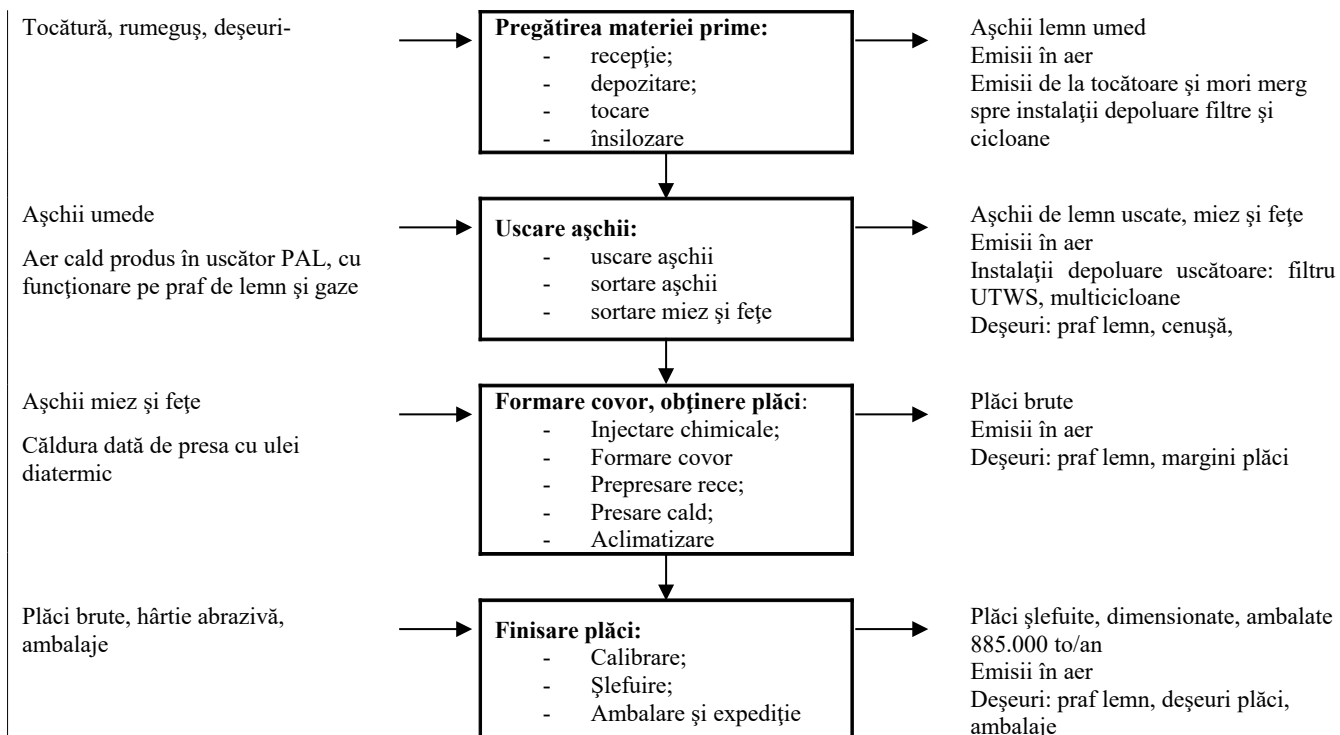 Tocătură, rumeguş, deşeuri-
Pregătirea materiei prime:
- recepţie;
- depozitare;
- tocare
- însilozare
Aşchii lemn umed
Emisii în aer
Emisii de la tocătoare şi mori merg
spre instalaţii depoluare filtre şi
cicloane
Aşchii umede
Aer cald produs în uscător PAL, cu
funcţionare pe praf de lemn şi gaze
Uscare aşchii:
- uscare aşchii
- sortare aşchii
- sortare miez şi feţe
Aşchii de lemn uscate, miez şi feţe
Emisii în aer
Instalaţii depoluare uscătoare: filtru
UTWS, multicicloane
Deşeuri: praf lemn, cenuşă,
Aşchii miez şi feţe
Căldura dată de presa cu ulei
diatermic
Formare covor, obţinere plăci:
- Injectare chimicale;
- Formare covor
- Prepresare rece;
- Presare cald;
- Aclimatizare
Plăci brute
Emisii în aer
Deşeuri: praf lemn, margini plăci
Plăci brute, hârtie abrazivă,
ambalaje
Finisare plăci:
- Calibrare;
- Şlefuire;
- Ambalare şi expediţie
Plăci şlefuite, dimensionate, ambalate
885.000 to/an
Emisii în aer
Deşeuri: praf lemn, deşeuri plăci,
ambalaje